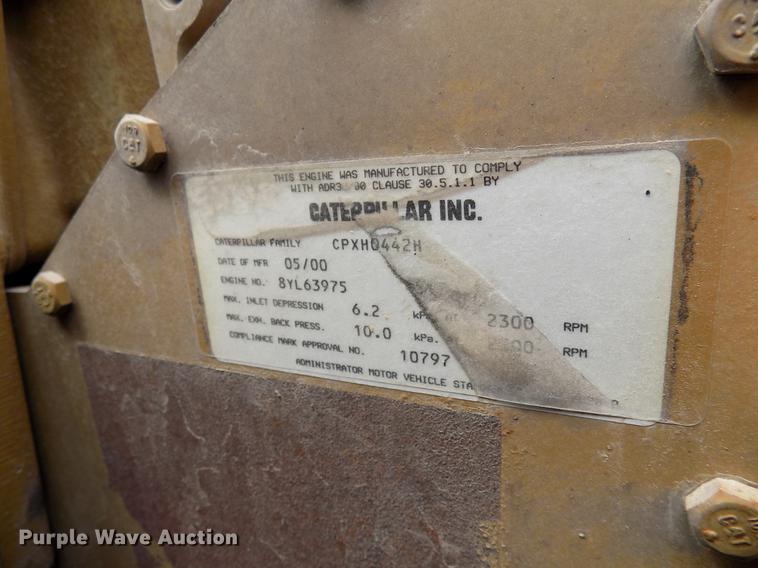 THIS ENGINE WAS MANUFACTURED TO COMPLY
WITH 00 CLAUSE 30.5.1.1 BY
CATERPILLAR INC.
CATERPILLAR FAMILY CPXH0442H
DATE OF MFR 05/00
ENGINE NO. 8YL63975
MAX. INLET DEPRESSION 6.2 kPa. at 2300 RPM
MAX. EXH. BACK PRESS. 10.0 kPa. RPM
COMPLIANCE MARK APPROVAL NO. 10797
ADMINISTRATOR MOTOR VEHICLE
CAT
CAT
CAT
Purple Wave Auction